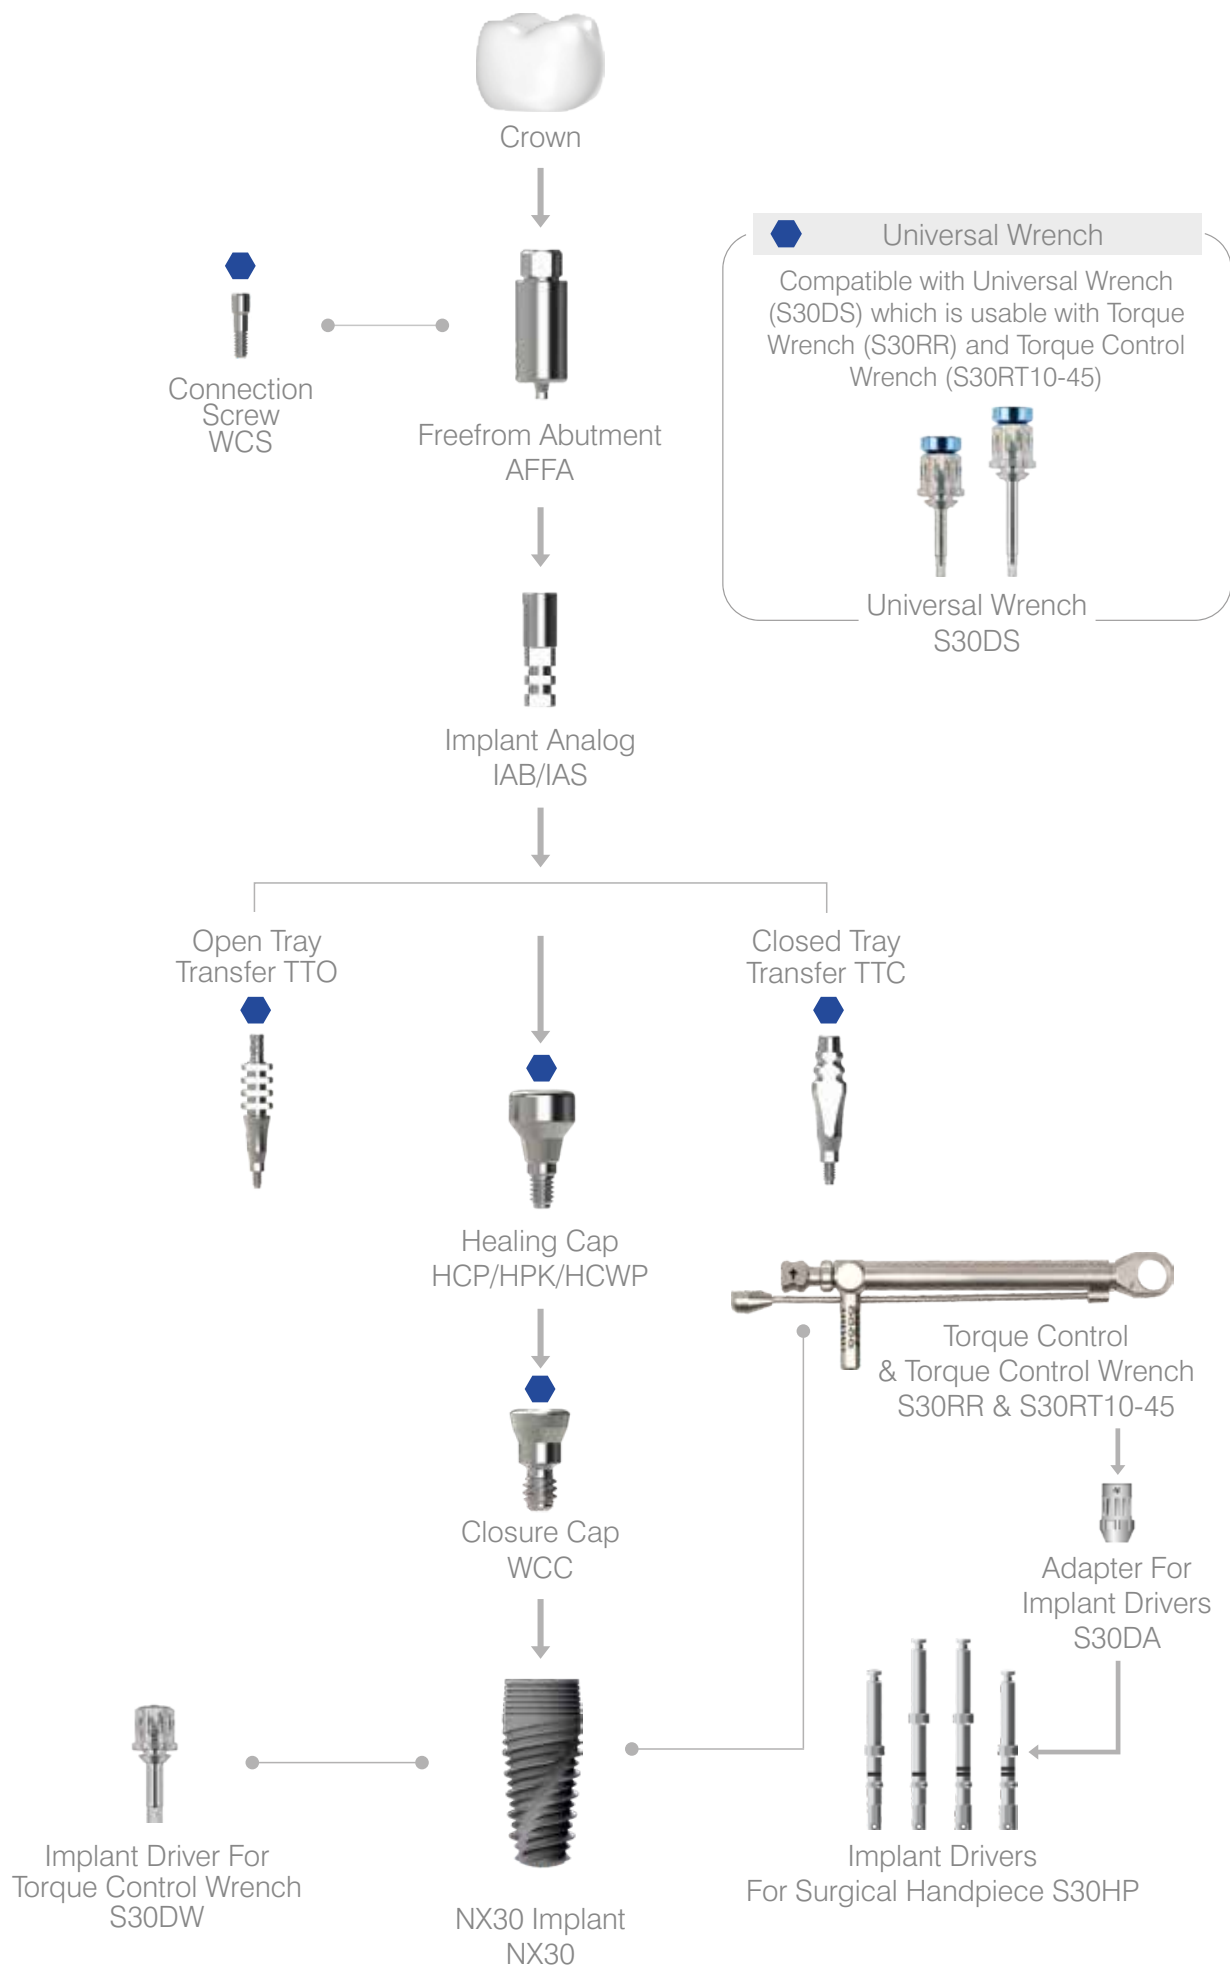 Crown
Universal Wrench
Compatible with Universal Wrench
(S30DS) which is usable with Torque
Wrench (S30RR) and Torque Control
Wrench (S30RT10-45)
Connection
Screw
WCS
Freefrom Abutment
AFFA
Universal Wrench
S30DS
Implant Analog
IAB/IAS
Open Tray
Transfer TTO
Closed Tray
Transfer TTC
Healing Cap
HCP/HPK/HCWP
Torque Control
& Torque Control Wrench
S30RR & S30RT10-45
Closure Cap
WCC
Adapter For
Implant Drivers
S30DA
Implant Driver For
Torque Control Wrench
S30DW
Implant Drivers
For Surgical Handpiece S30HP
NX30 Implant
NX30